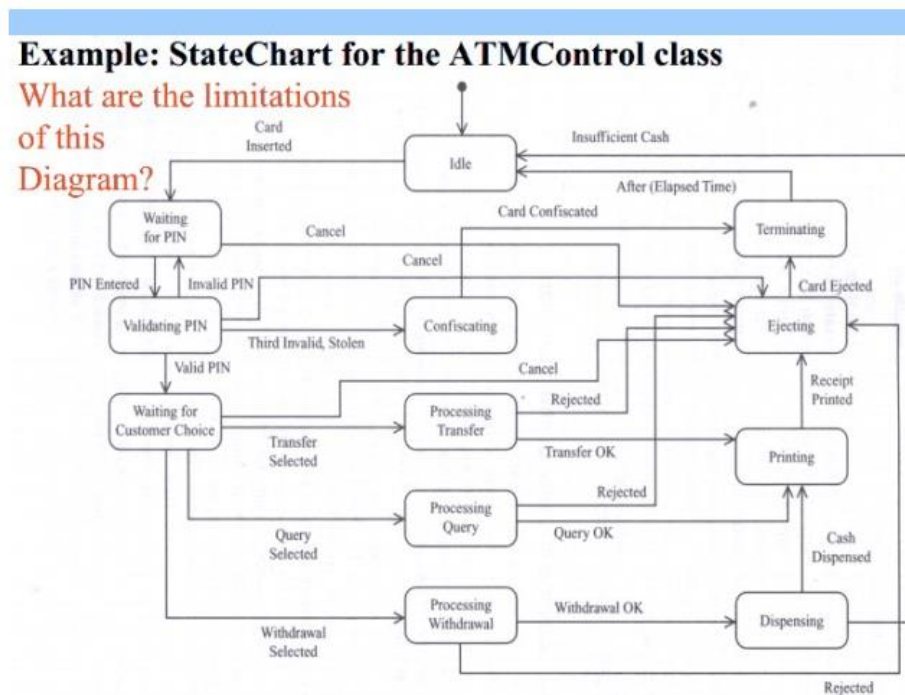 Example: StateChart for the ATMControl class
What are the limitations
of this
Diagram?
Card
Inserted
Idle
Insufficient Cash
After (Elapsed Time)
Waiting
for PIN
Cancel
Card Confiscated
Terminating
Cancel
PIN Entered
Invalid PIN
Card Ejected
Validating PIN
Third Invalid, Stolen
Confiscating
Ejecting
Valid PIN
Cancel
Receipt
Printed
Waiting for
Customer Choice
Rejected
Processing
Transfer
Transfer
Selected
Transfer OK
Printing
Rejected
Processing
Query
Query
Selected
Query OK
Cash
Dispensed
Processing
Withdrawal
Withdrawal OK
Dispensing
Withdrawal
Selected
Rejected